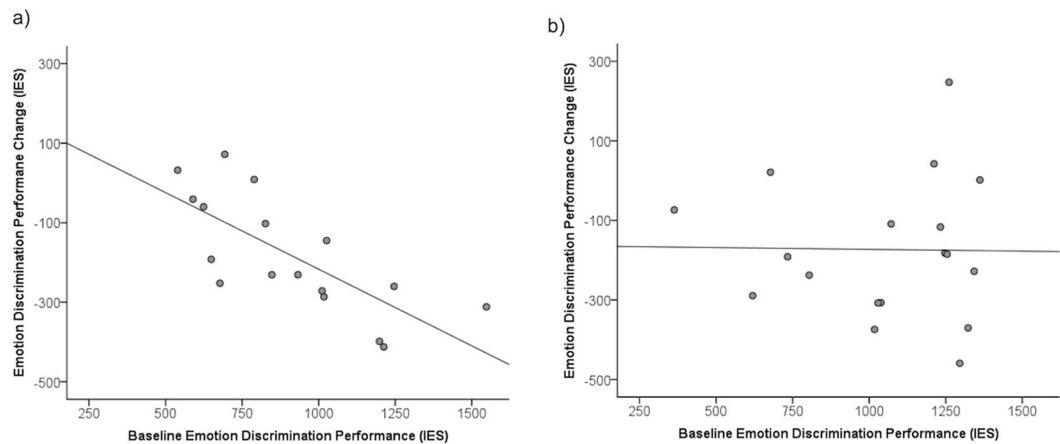 a)
Emotion Discrimination Performane Change (IES)
300
100
-100
-300
-500
250 500 750 1000 1250 1500
Baseline Emotion Discrimination Performance (IES)
b)
Emotion Discrimination Performance Change (IES)
300
100
-100
-300
-500
250 500 750 1000 1250 1500
Baseline Emotion Discrimination Performance (IES)